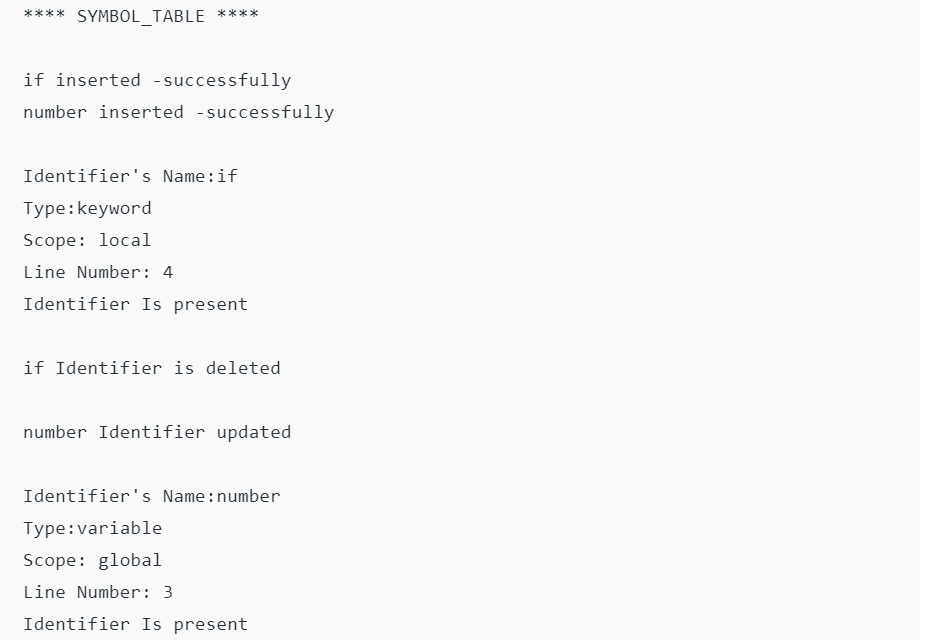 **** SYMBOL_TABLE ****
if inserted -successfully
number inserted -successfully
Identifier's Name:if
Type:keyword
Scope: local
Line Number: 4
Identifier Is present
if Identifier is deleted
number Identifier updated
Identifier's Name:number
Type:variable
Scope: global
Line Number: 3
Identifier Is present